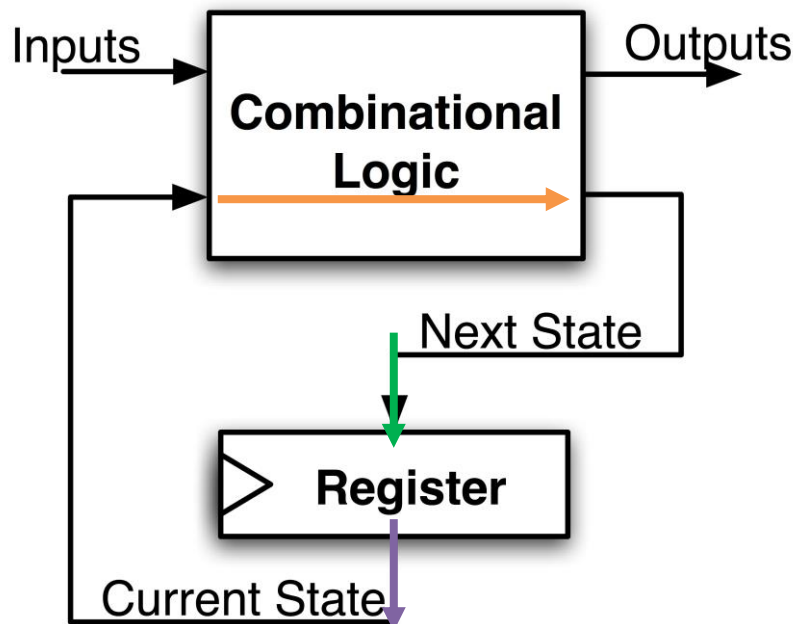 Inputs
Outputs
Combinational
Logic
Next State
Register
Current State